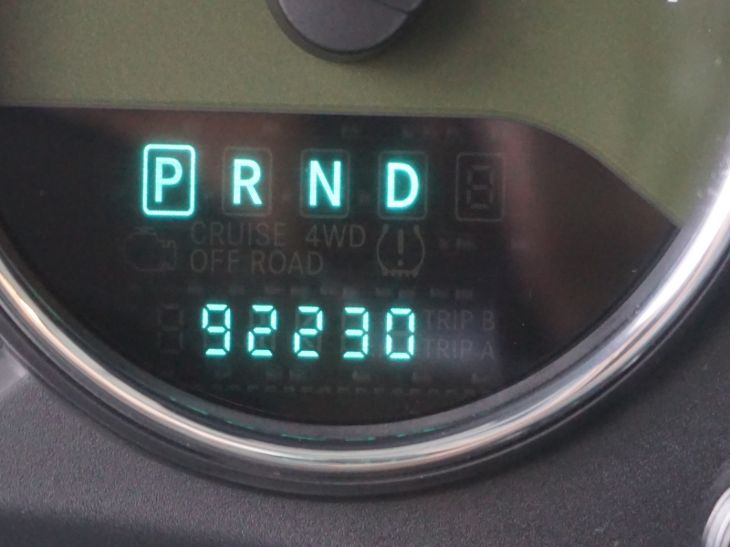 P R N D
CRUISE 4WD
OFF ROAD
92230
TRIP B
TRIP A